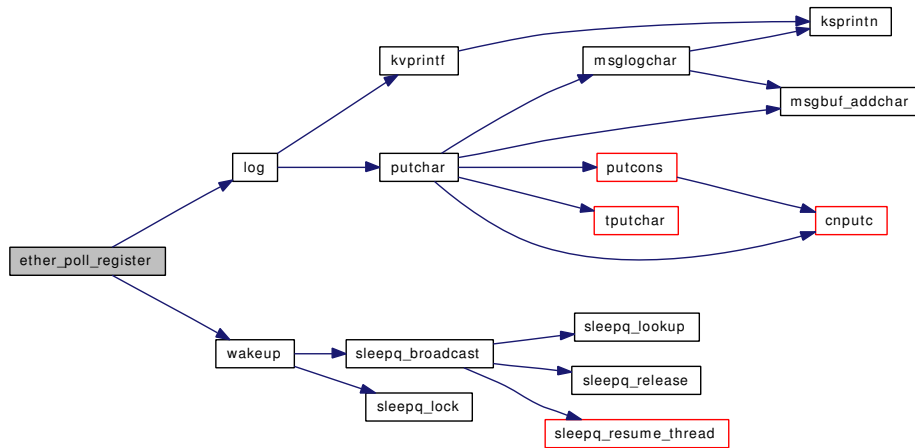 ksprintn
kvprintf
msglogchar
msgbuf_addchar
log
putchar
putcons
tputchar
cnputc
ether_poll_register
sleepq_lookup
wakeup
sleepq_broadcast
sleepq_release
sleepq_lock
sleepq_resume_thread